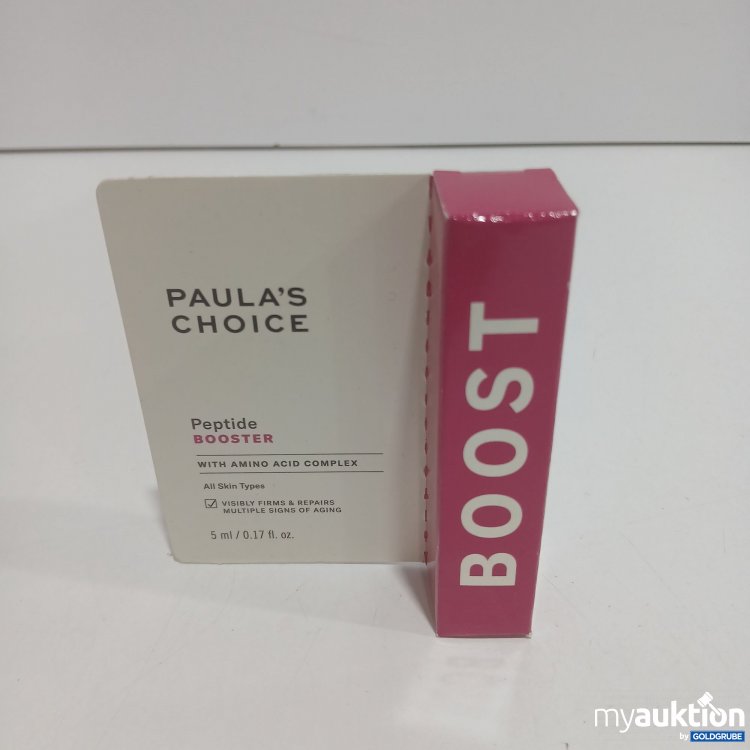 PAULA'S
CHOICE
Peptide
BOOSTER
WITH AMINO ACID COMPLEX
All Skin Types
VISIBLY FIRMS & REPAIRS
MULTIPLE SIGNS OF AGING
5 ml / 0.17 fl. oz.
BOOST
myauktion
by GOLDGRUBE